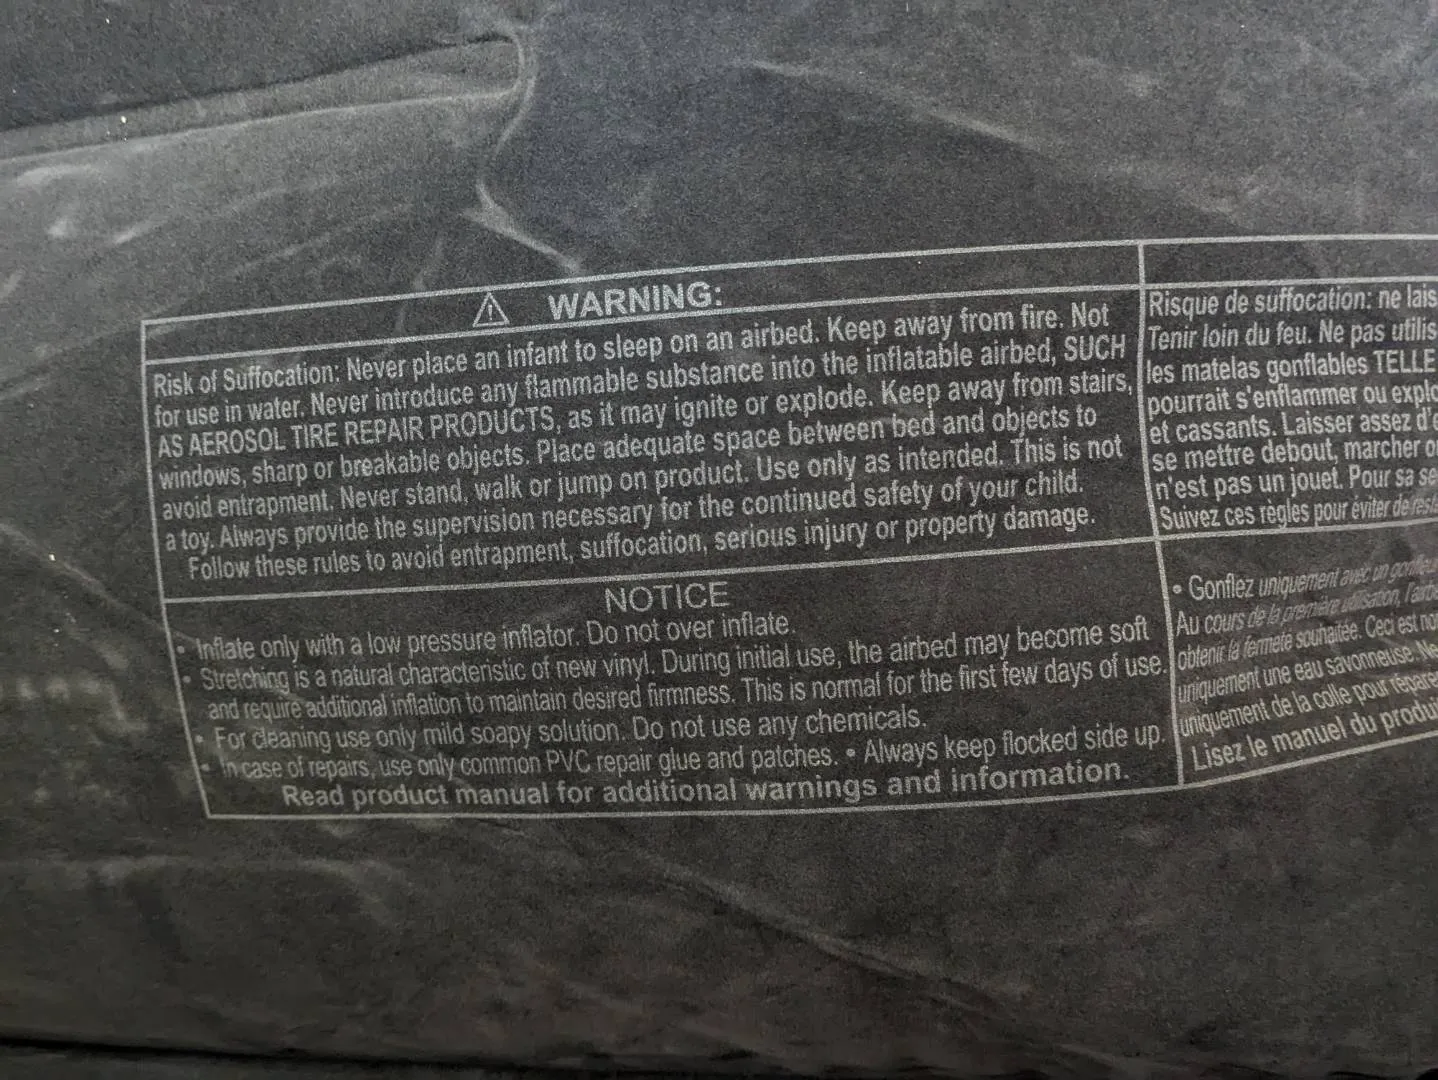 WARNING:
Risk of Suffocation: Never place an infant to sleep on an airbed. Keep away from fire. Not
for use in water. Never introduce any flammable substance into the inflatable airbed, SUCH
AS AEROSOL TIRE REPAIR PRODUCTS, as it may ignite or explode. Keep away from stairs,
windows, sharp or breakable objects. Place adequate space between bed and objects to
avoid entrapment. Never stand, walk or jump on product. Use only as intended. This is not
a toy. Always provide the supervision necessary for the continued safety of your child.
Follow these rules to avoid entrapment, suffocation, serious injury or property damage.
NOTICE
• Inflate only with a low pressure inflator. Do not over inflate.
• Stretching is a natural characteristic of new vinyl. During initial use, the airbed may become soft
and require additional inflation to maintain desired firmness. This is normal for the first few days of use.
• For cleaning use only mild soapy solution. Do not use any chemicals.
• In case of repairs, use only common PVC repair glue and patches. • Always keep flocked side up.
Read product manual for additional warnings and information.
Risque de suffocation: ne lais
Tenir loin du feu. Ne pas utilis
les matelas gonflables TELLE
pourrait s'enflammer ou explo
et cassants. Laisser assez d'e
se mettre debout, marcher o
n'est pas un jouet. Pour sa se
Suivez ces règles pour éviter de
• Gonflez uniquement avec un gonfleu
Au cours de la première utilisation,
obtenir la fermeté souhaitée. Ceci est no
uniquement une eau savonneuse. Ne
uniquement de la colle pour répare
Lisez le manuel du produ